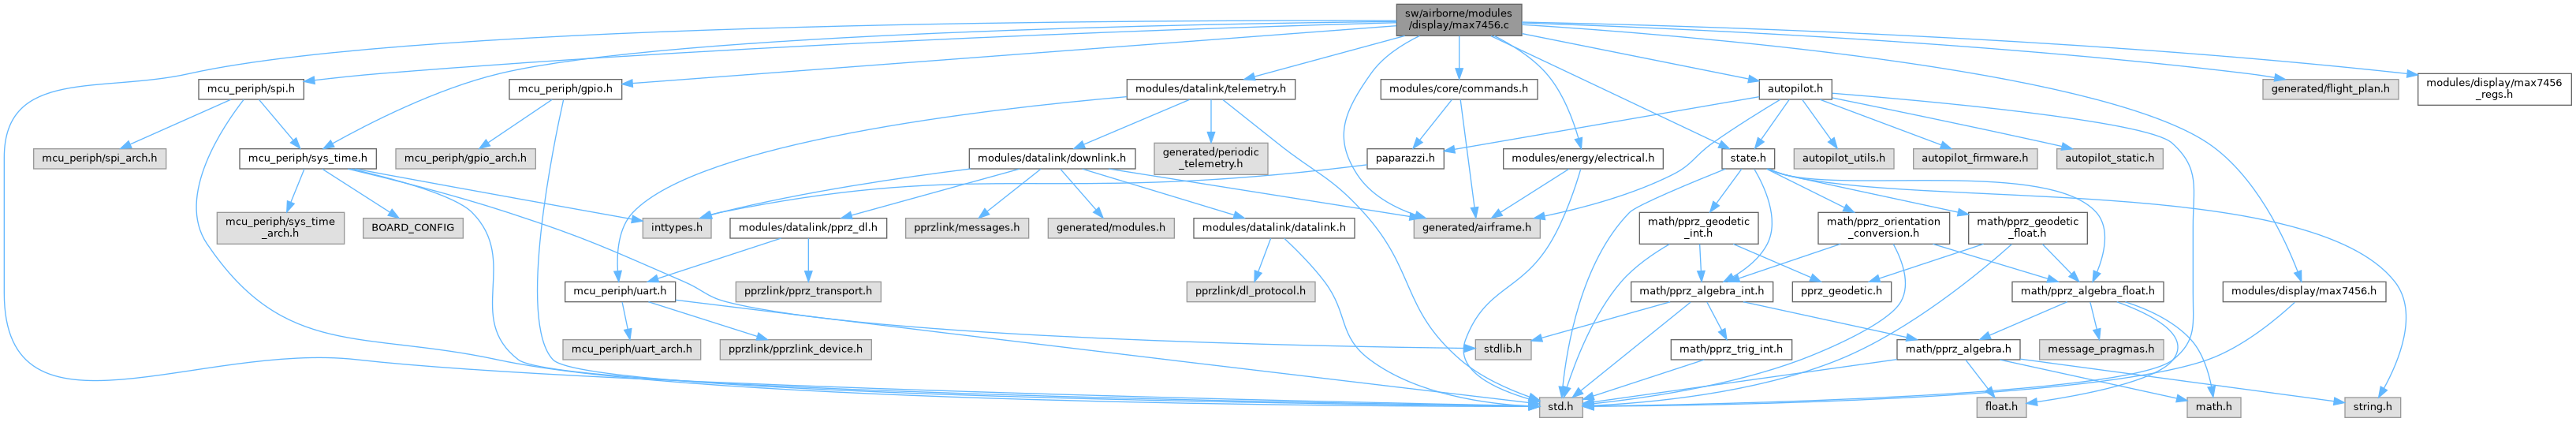 sw/airborne/modules
/display/max7456.c
mcu_periph/spi.h
mcu_periph/gpio.h
modules/datalink/telemetry.h
modules/core/commands.h
autopilot.h
generated/flight_plan.h
modules/display/max7456
_regs.h
mcu_periph/spi_arch.h
mcu_periph/sys_time.h
mcu_periph/gpio_arch.h
modules/datalink/downlink.h
generated/periodic
_telemetry.h
paparazzi.h
modules/energy/electrical.h
state.h
autopilot_utils.h
autopilot_firmware.h
autopilot_static.h
mcu_periph/sys_time
_arch.h
BOARD_CONFIG
inttypes.h
modules/datalink/pprz_dl.h
pprzlink/messages.h
generated/modules.h
modules/datalink/datalink.h
generated/airframe.h
math/pprz_geodetic
_int.h
math/pprz_orientation
_conversion.h
math/pprz_geodetic
_float.h
mcu_periph/uart.h
pprzlink/pprz_transport.h
pprzlink/dl_protocol.h
math/pprz_algebra_int.h
pprz_geodetic.h
math/pprz_algebra_float.h
modules/display/max7456.h
mcu_periph/uart_arch.h
pprzlink/pprzlink_device.h
stdlib.h
math/pprz_trig_int.h
math/pprz_algebra.h
message_pragmas.h
std.h
float.h
math.h
string.h